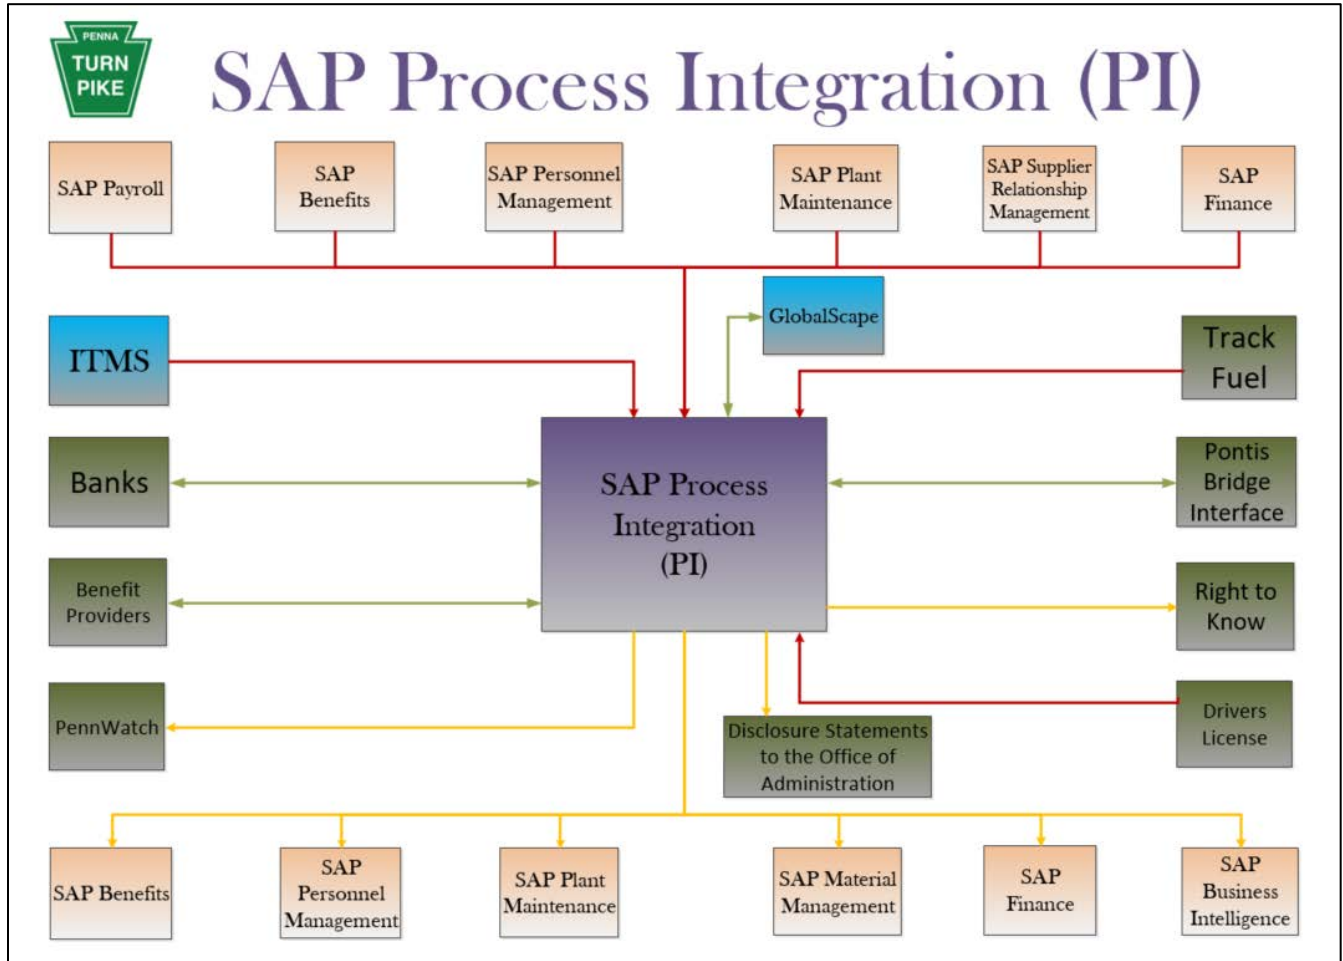 PENNA
TURN
PIKE
SAP Process Integration (PI)
SAP Payroll
SAP
Benefits
SAP Personnel
Management
SAP Plant
Maintenance
SAP Supplier
Relationship
Management
SAP
Finance
GlobalScape
ITMS
Track
Fuel
Banks
SAP Process
Integration
(PI)
Pontis
Bridge
Interface
Benefit
Providers
Right to
Know
PennWatch
Disclosure Statements
to the Office of
Administration
Drivers
License
SAP Benefits
SAP
Personnel
Management
SAP Plant
Maintenance
SAP Material
Management
SAP
Finance
SAP
Business
Intelligence